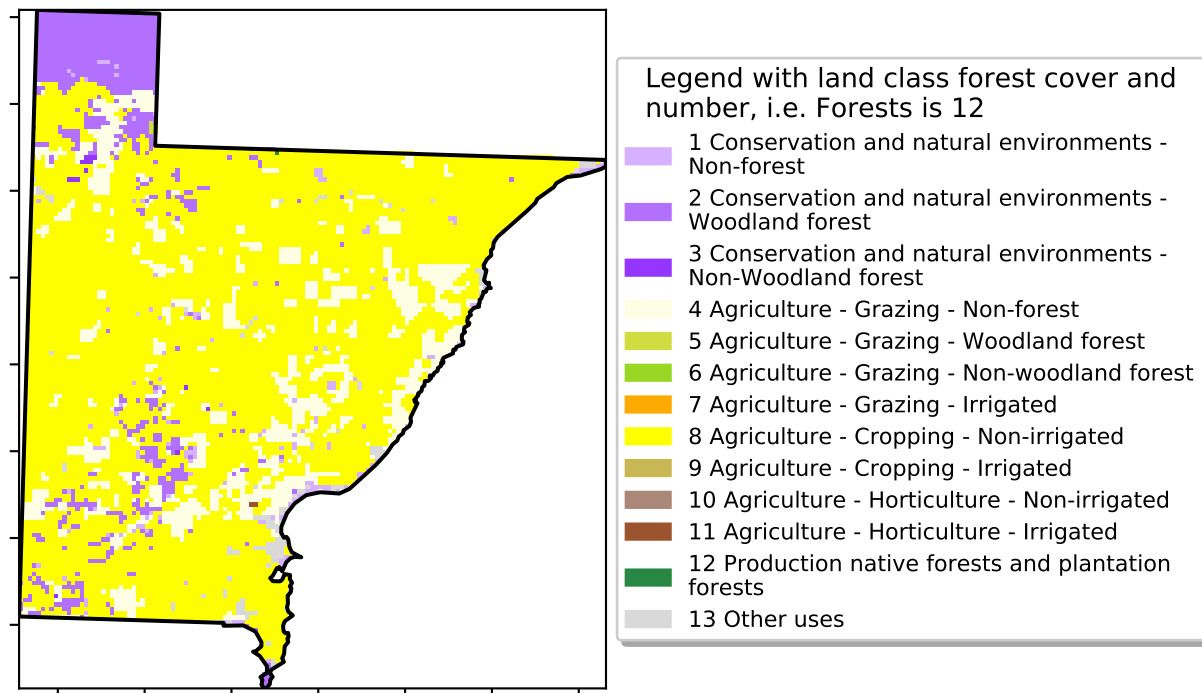 Legend with land class forest cover and
number, i.e. Forests is 12
1 Conservation and natural environments -
Non-forest
2 Conservation and natural environments -
Woodland forest
3 Conservation and natural environments -
Non-Woodland forest
4 Agriculture - Grazing - Non-forest
5 Agriculture - Grazing - Woodland forest
6 Agriculture - Grazing - Non-woodland forest
7 Agriculture - Grazing - Irrigated
8 Agriculture - Cropping - Non-irrigated
9 Agriculture - Cropping - Irrigated
10 Agriculture - Horticulture - Non-irrigated
11 Agriculture - Horticulture - Irrigated
12 Production native forests and plantation
forests
13 Other uses